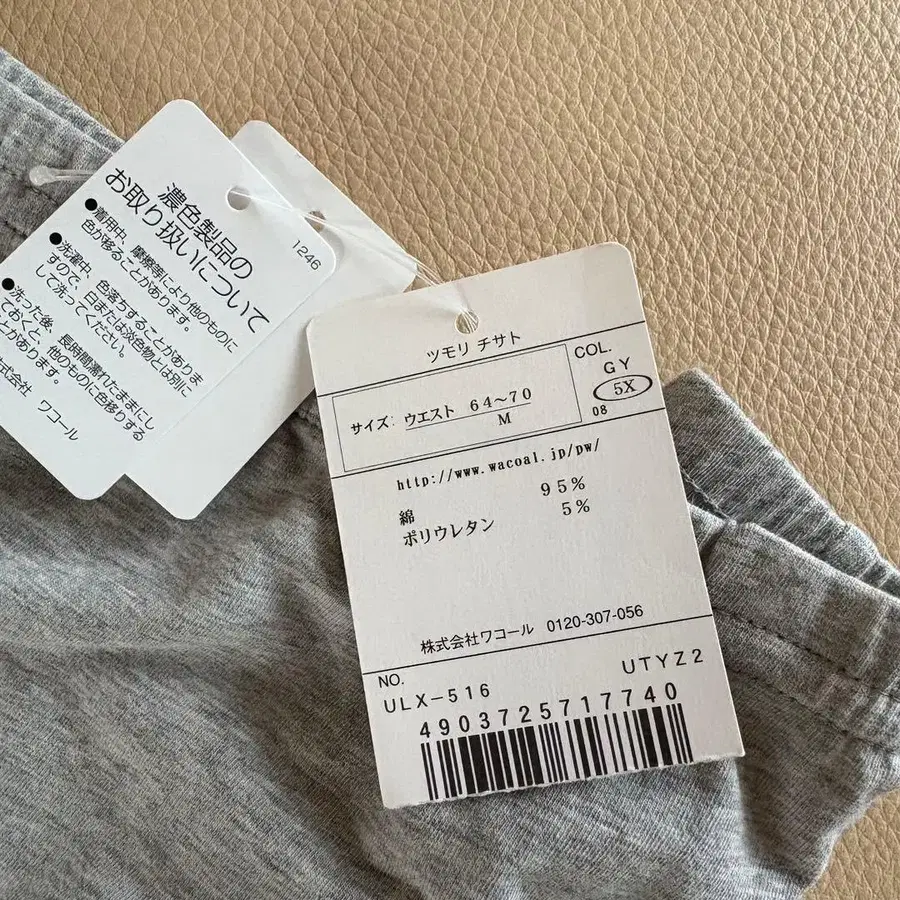 濃色製品の
お取り扱いについて
●着用中、摩擦等により他のものに
色が移ることがあります。
●洗濯中、色落ちすることがありま
すので、白または淡色物とは別に
して洗ってください。
●洗った後、長時間濡れたままにし
ておくと、他のものに色移りする
ことがあります。
株式会社 ワコール
1246
ツモリ チサト
サイズ: ウエスト 64～70
M
COL.
GY
5X
08
http://www.wacoal.jp/pw/
綿 95%
ポリウレタン 5%
株式会社ワコール 0120-307-056
NO.
ULX-516 UTYZ2
4903725717740